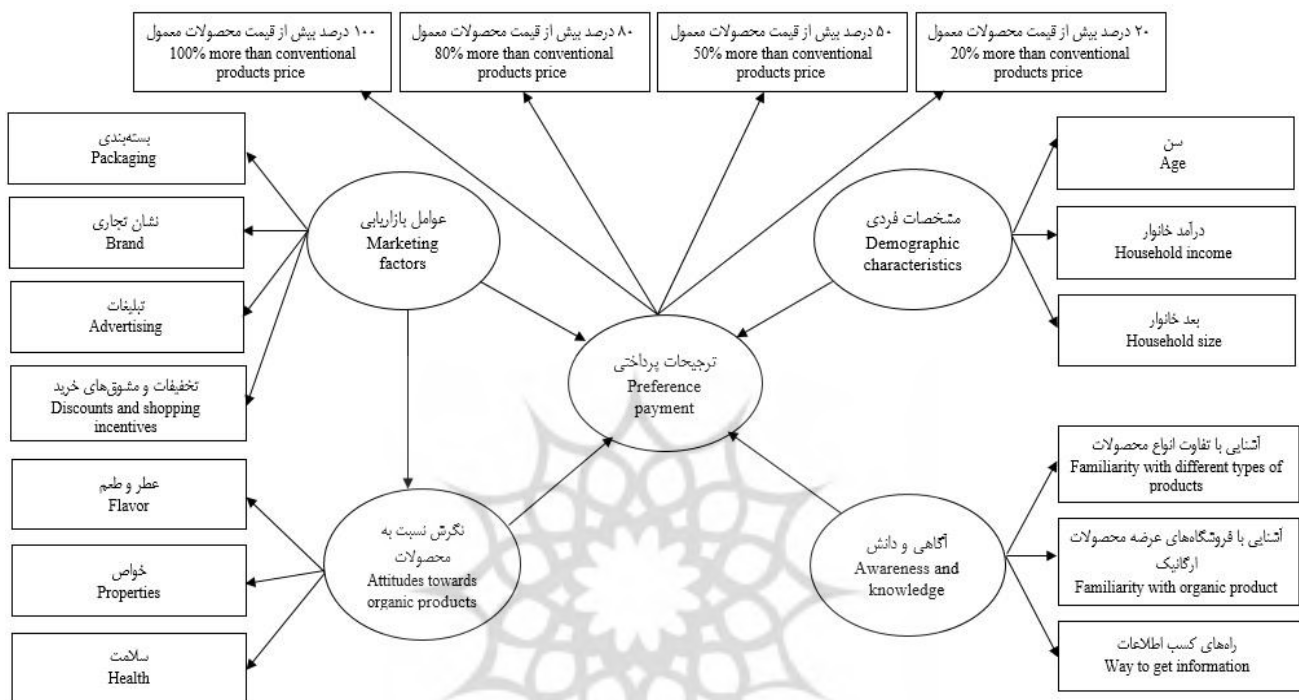 ۱۰۰ درصد بیش از قیمت محصولات معمول
100% more than conventional
products price
۸۰ درصد بیش از قیمت محصولات معمول
80% more than conventional
products price
۵۰ درصد بیش از قیمت محصولات معمول
50% more than conventional
products price
۲۰ درصد بیش از قیمت محصولات معمول
20% more than conventional
products price
بسته‌بندی
Packaging
نشان تجاری
Brand
تبلیغات
Advertising
تخفیفات و مشوق‌های خرید
Discounts and shopping
incentives
عوامل بازاریابی
Marketing
factors
مشخصات فردی
Demographic
characteristics
سن
Age
درآمد خانوار
Household income
بعد خانوار
Household size
ترجیحات پرداختی
Preference
payment
عطر و طعم
Flavor
خواص
Properties
سلامت
Health
نگرش نسبت به
محصولات
Attitudes towards
organic products
آگاهی و دانش
Awareness and
knowledge
آشنایی با تفاوت انواع محصولات
Familiarity with different types of
products
آشنایی با فروشگاه‌های عرضه محصولات
ارگانیک
Familiarity with organic product
راه‌های کسب اطلاعات
Way to get information